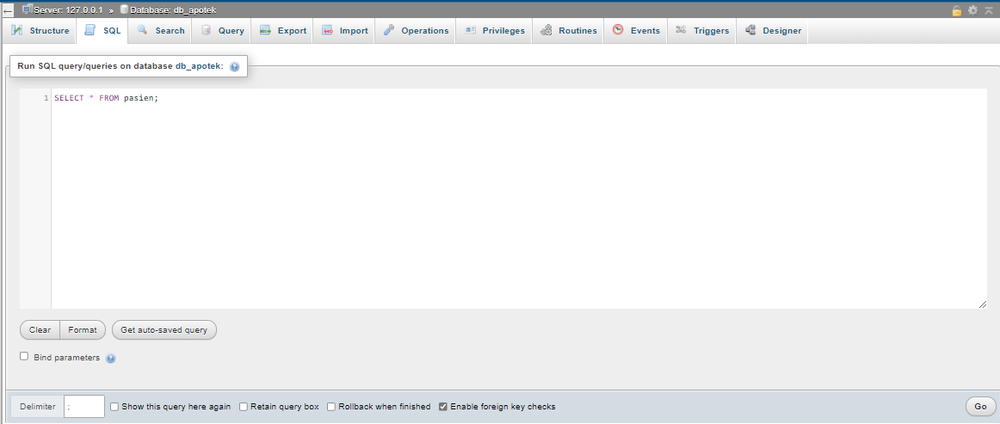 Server: 127.0.0.1 » Database: db_apotek
Structure SQL Search Query Export Import Operations Privileges Routines Events Triggers Designer
Run SQL query/queries on database db_apotek:
1 SELECT * FROM pasien;
Clear Format Get auto-saved query
Bind parameters
Delimiter ; Show this query here again Retain query box Rollback when finished Enable foreign key checks Go